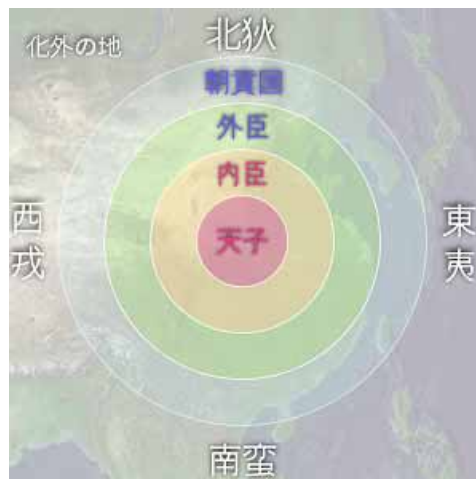 北狄
化外の地
朝貢国
外臣
内臣
天子
西戎
東夷
南蛮